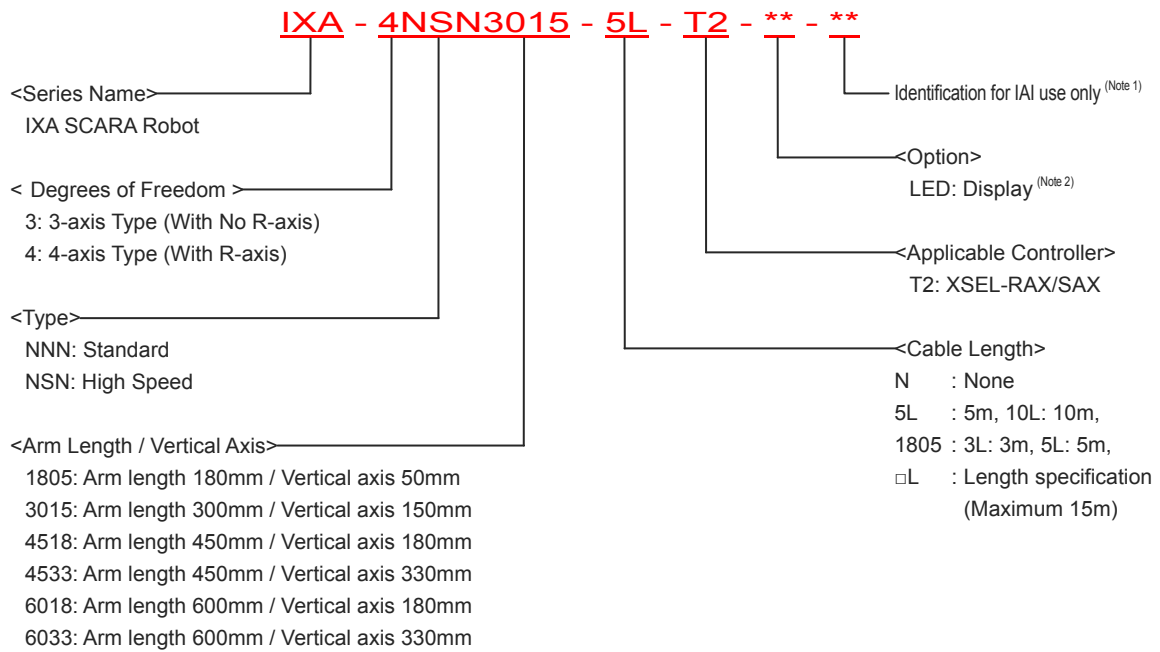 IXA - 4NSN3015 - 5L - T2 - ** - **
<Series Name>
IXA SCARA Robot
< Degrees of Freedom >
3: 3-axis Type (With No R-axis)
4: 4-axis Type (With R-axis)
<Type>
NNN: Standard
NSN: High Speed
<Arm Length / Vertical Axis>
1805: Arm length 180mm / Vertical axis 50mm
3015: Arm length 300mm / Vertical axis 150mm
4518: Arm length 450mm / Vertical axis 180mm
4533: Arm length 450mm / Vertical axis 330mm
6018: Arm length 600mm / Vertical axis 180mm
6033: Arm length 600mm / Vertical axis 330mm
Identification for IAI use only (Note 1)
<Option>
LED: Display (Note 2)
<Applicable Controller>
T2: XSEL-RAX/SAX
<Cable Length>
N : None
5L : 5m, 10L: 10m,
1805 : 3L: 3m, 5L: 5m,
□L : Length specification
(Maximum 15m)